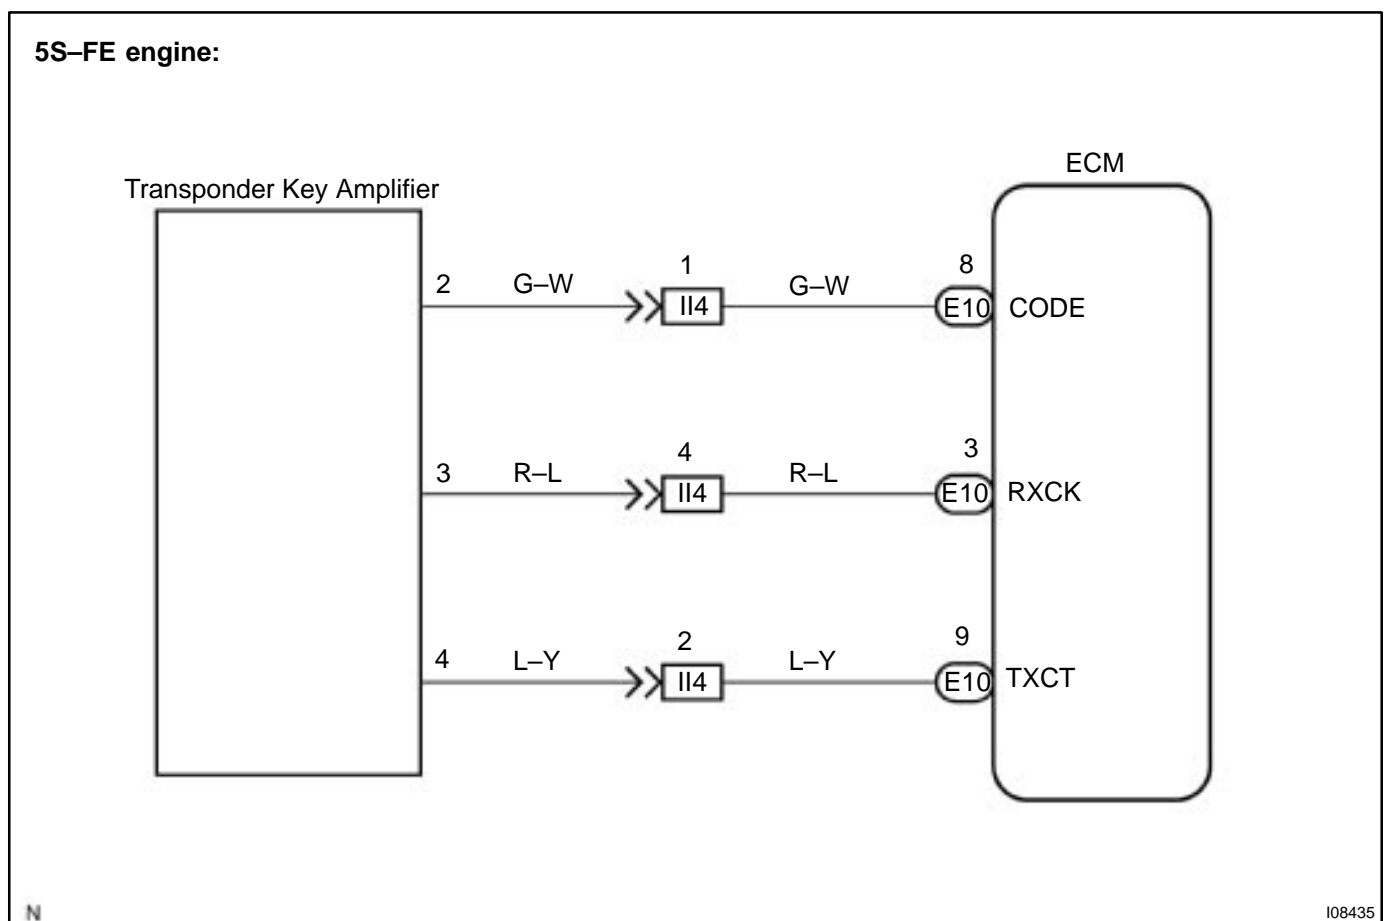 5S–FE engine:
ECM
Transponder Key Amplifier
2 G–W 1 G–W 8
II4 E10 CODE
3 R–L 4 R–L 3
II4 E10 RXCK
4 L–Y 2 L–Y 9
II4 E10 TXCT
N I08435